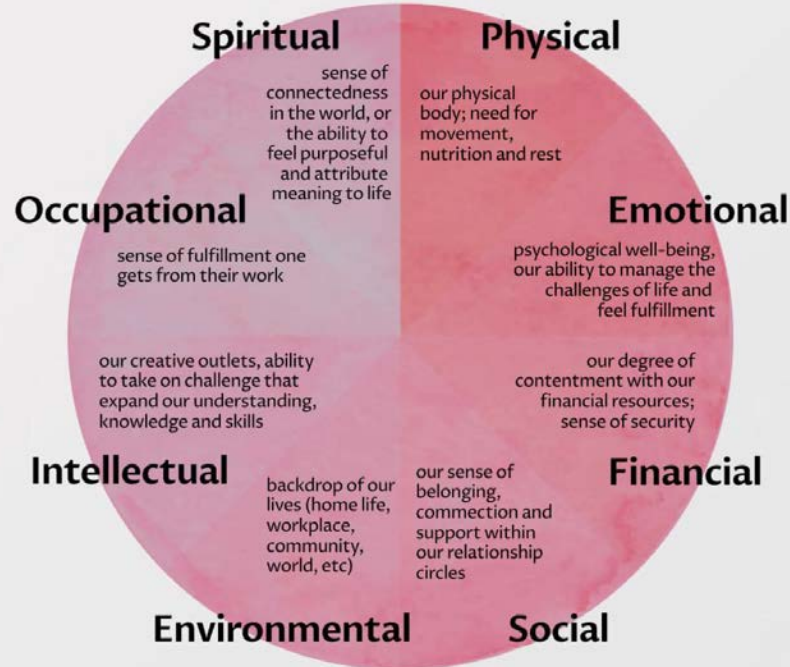 Spiritual
sense of
connectedness
in the world, or
the ability to
feel purposeful
and attribute
meaning to life
Physical
our physical
body; need for
movement,
nutrition and rest
Emotional
psychological well-being,
our ability to manage the
challenges of life and
feel fulfillment
our degree of
contentment with our
financial resources;
sense of security
Financial
our sense of
belonging,
commection and
support within
our relationship
circles
Social
backdrop of our
lives (home life,
workplace,
community,
world, etc)
Environmental
our creative outlets, ability
to take on challenge that
expand our understanding,
knowledge and skills
Intellectual
Occupational
sense of fulfillment one
gets from their work